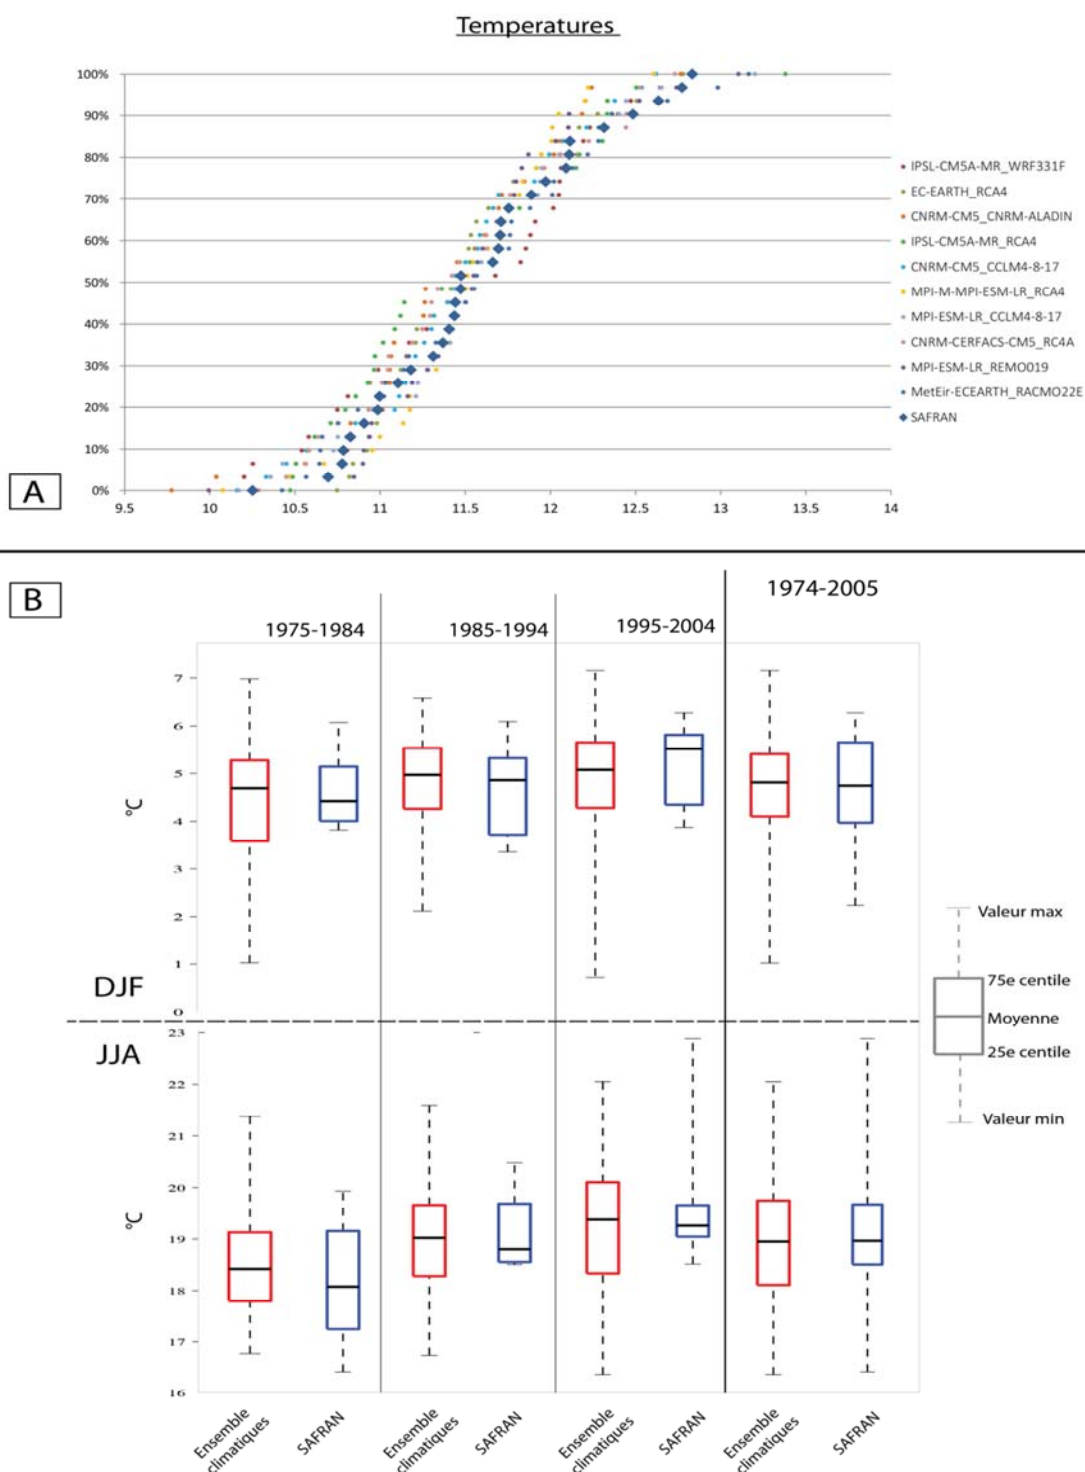 Temperatures
100%
90%
80%
70%
60%
50%
40%
30%
20%
10%
0%
9.5 10 10.5 11 11.5 12 12.5 13 13.5 14
IPSL-CM5A-MR_WRF331F
EC-EARTH_RCA4
CNRM-CM5_CNRM-ALADIN
IPSL-CM5A-MR_RCA4
CNRM-CM5_CCLM4-8-17
MPI-M-MPI-ESM-LR_RCA4
MPI-ESM-LR_CCLM4-8-17
CNRM-CERFACS-CM5_RC4A
MPI-ESM-LR_REMO019
MetEir-ECEARTH_RACMO22E
SAFRAN
A
B
1975-1984
1985-1994
1995-2004
1974-2005
7
6
5
4
3
2
1
0
°C
DJF
JJA
23
22
21
20
19
18
17
16
°C
Valeur max
75e centile
Moyenne
25e centile
Valeur min
Ensemble
climatiques
SAFRAN
Ensemble
climatiques
SAFRAN
Ensemble
climatiques
SAFRAN
Ensemble
climatiques
SAFRAN